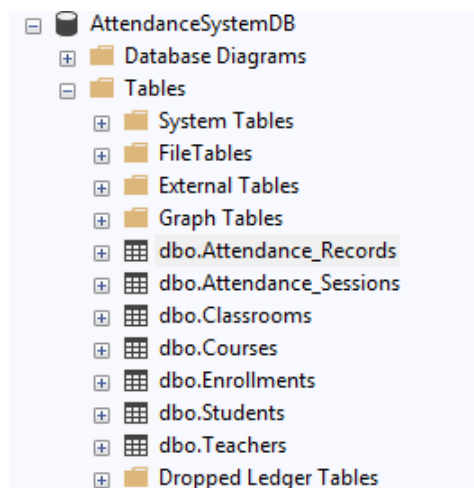 AttendanceSystemDB
Database Diagrams
Tables
System Tables
FileTables
External Tables
Graph Tables
dbo.Attendance_Records
dbo.Attendance_Sessions
dbo.Classrooms
dbo.Courses
dbo.Enrollments
dbo.Students
dbo.Teachers
Dropped Ledger Tables